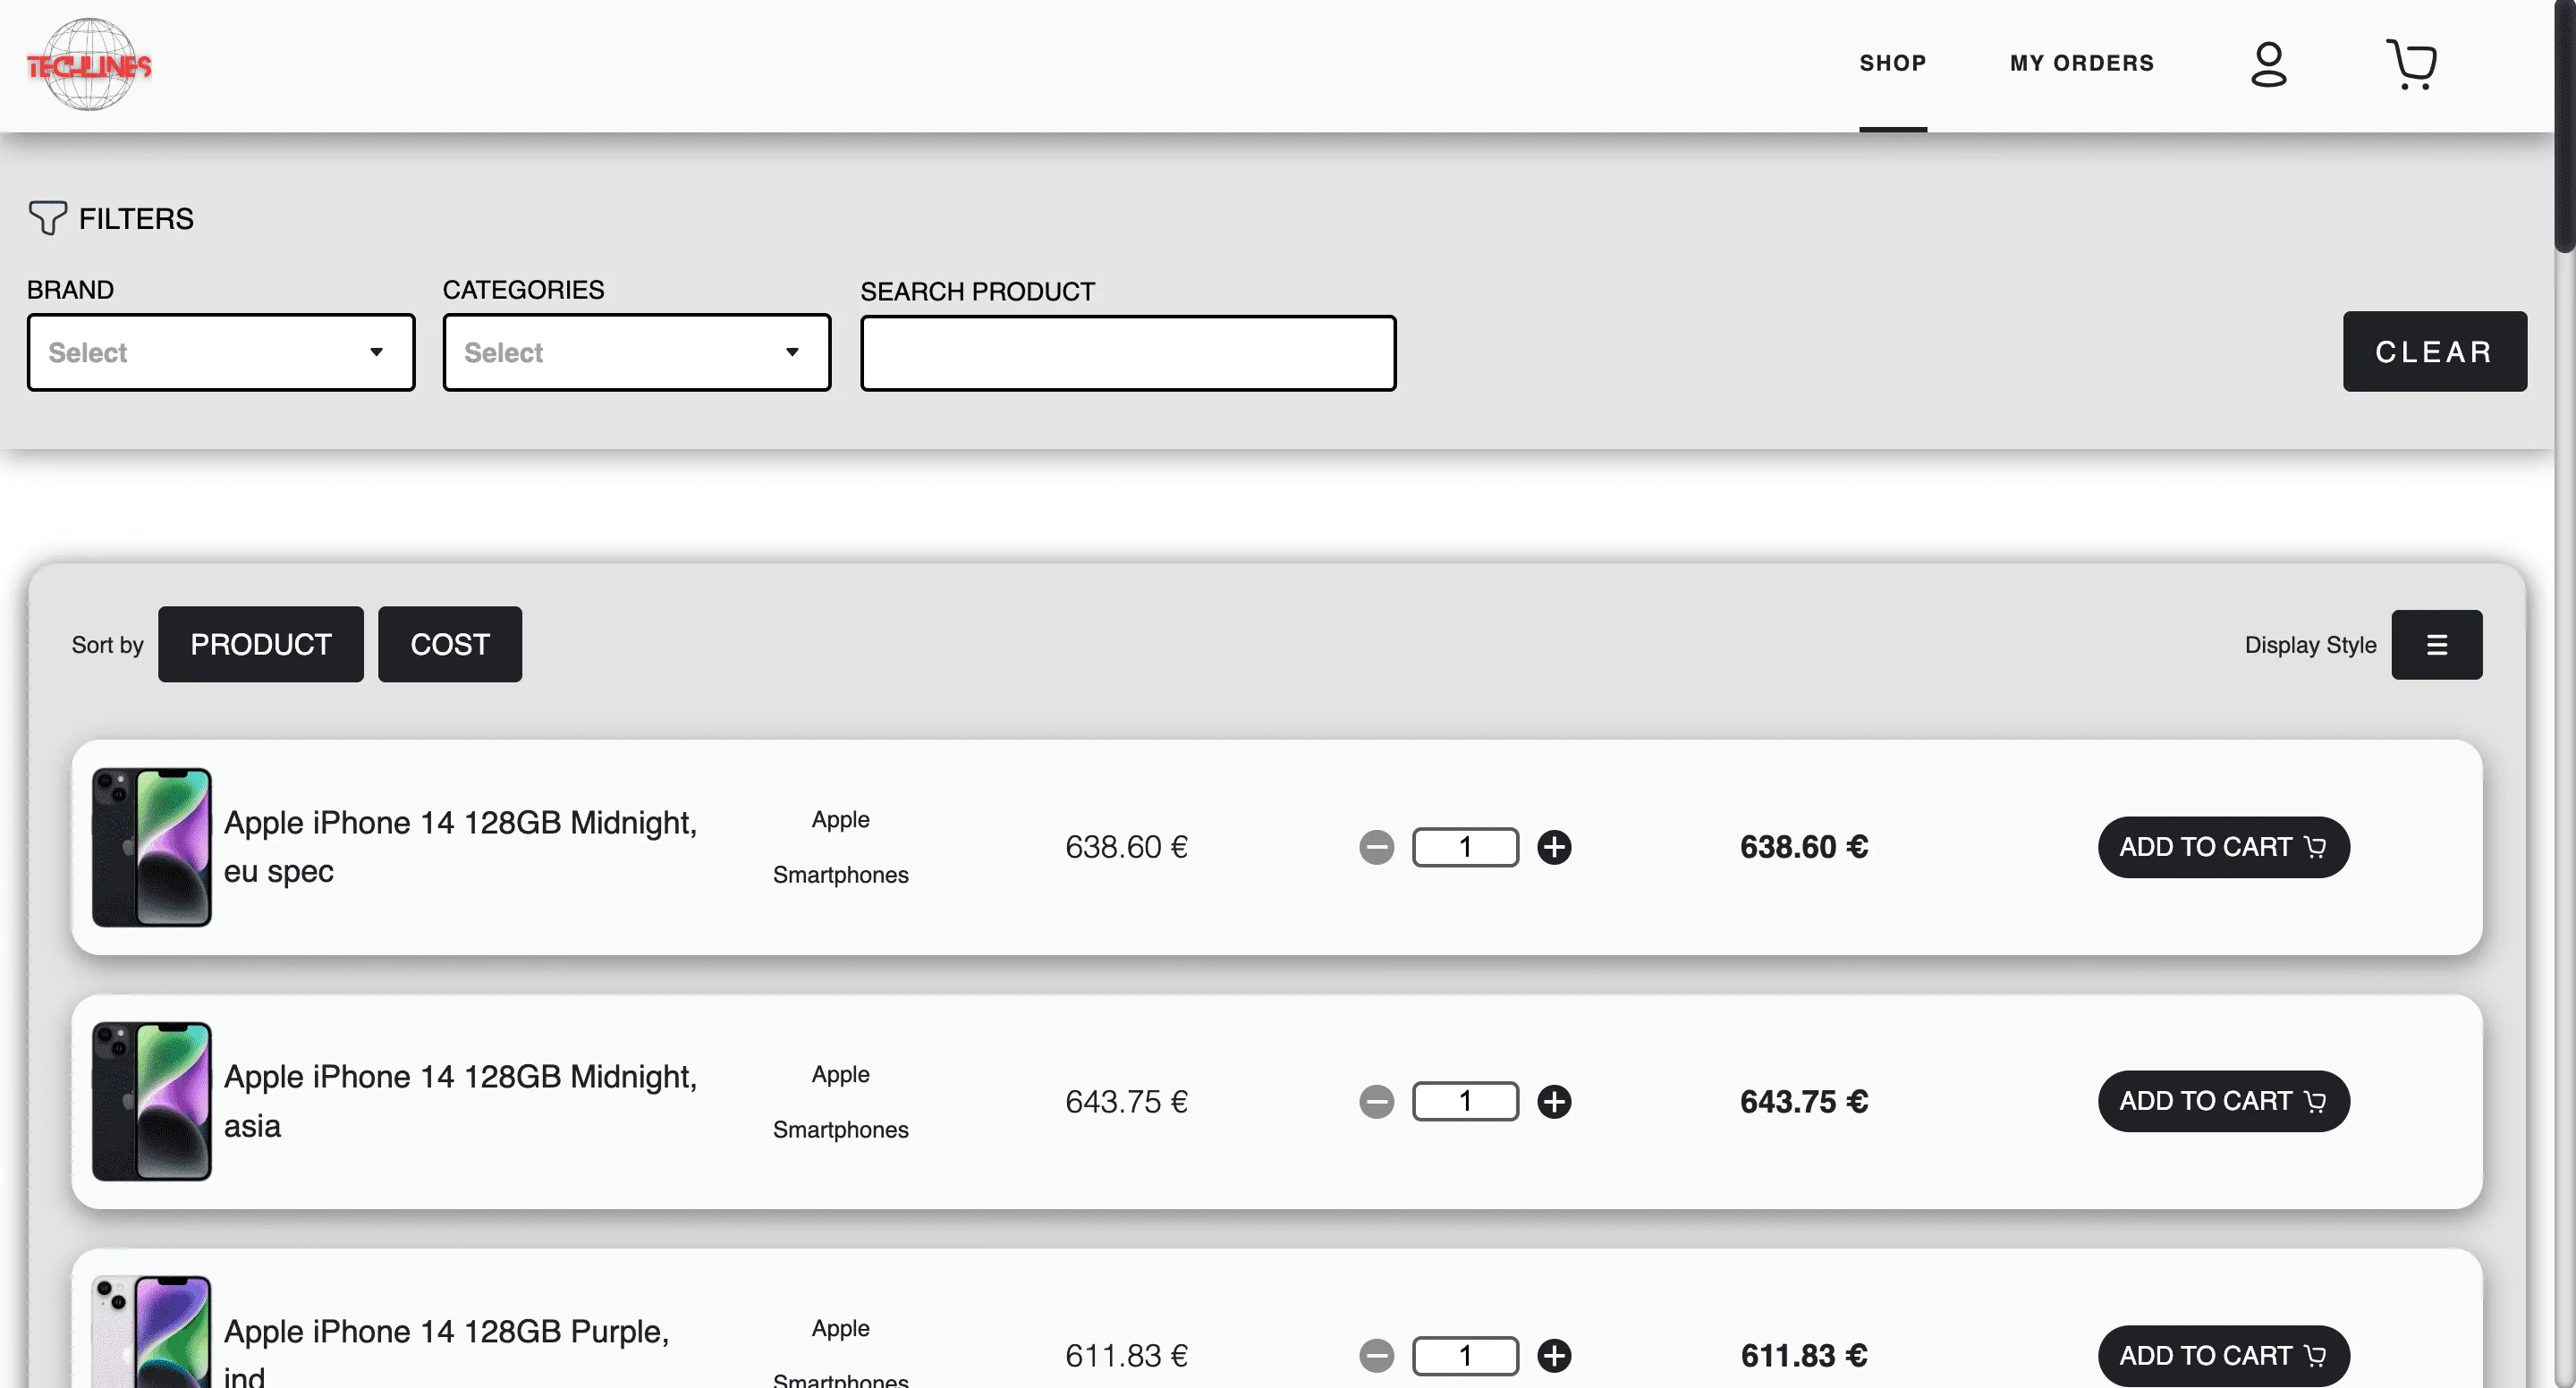 TECHLINES
SHOP
MY ORDERS
FILTERS
BRAND
CATEGORIES
SEARCH PRODUCT
Select
Select
CLEAR
Sort by
PRODUCT
COST
Display Style
Apple iPhone 14 128GB Midnight,
eu spec
Apple
Smartphones
638.60 €
1
638.60 €
ADD TO CART
Apple iPhone 14 128GB Midnight,
asia
Apple
Smartphones
643.75 €
1
643.75 €
ADD TO CART
Apple iPhone 14 128GB Purple,
ind
Apple
Smartphones
611.83 €
1
611.83 €
ADD TO CART